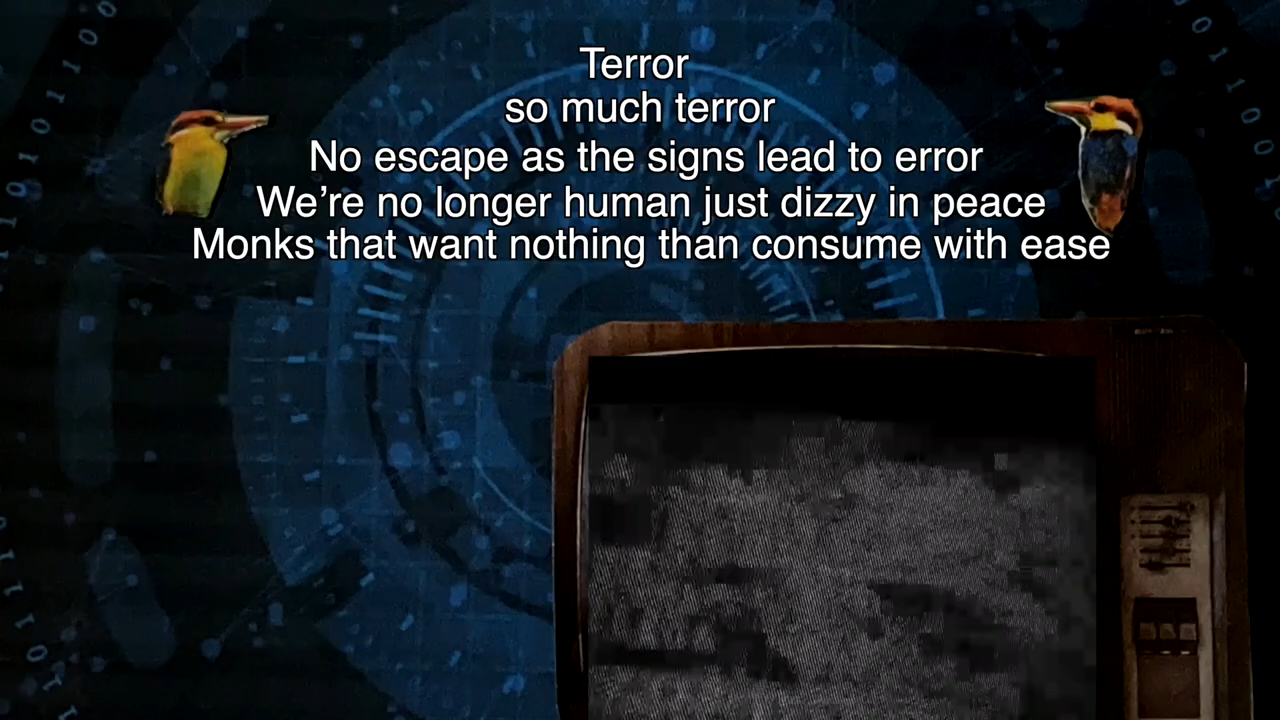 Terror
so much terror
No escape as the signs lead to error
We're no longer human just dizzy in peace
Monks that want nothing than consume with ease